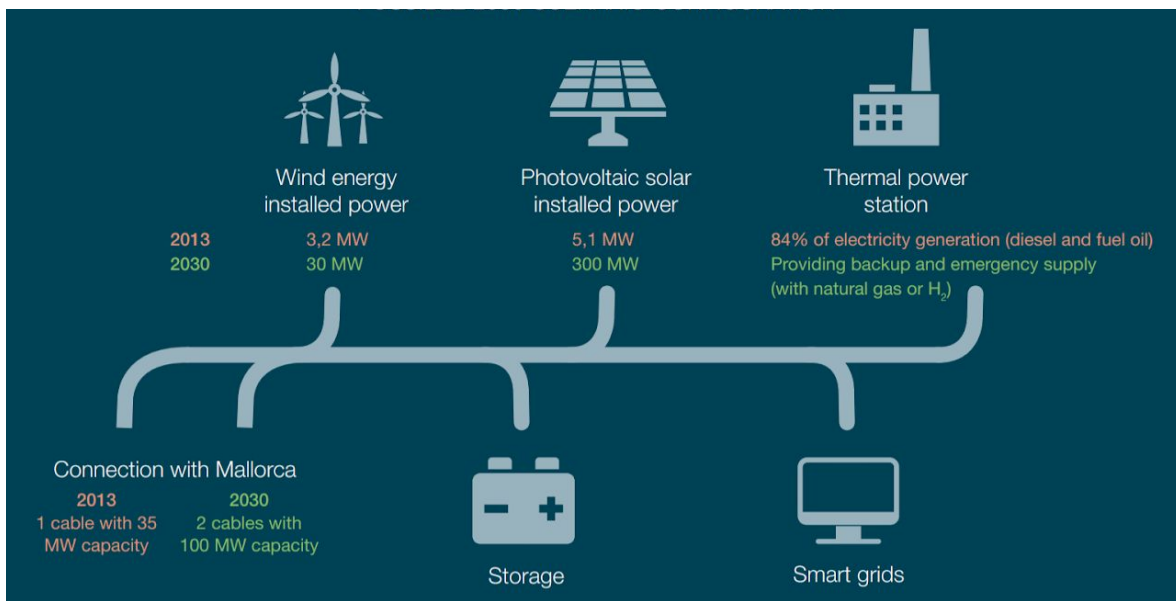 Wind energy
installed power
Photovoltaic solar
installed power
Thermal power
station
2013
3,2 MW
5,1 MW
84% of electricity generation (diesel and fuel oil)
2030
30 MW
300 MW
Providing backup and emergency supply
(with natural gas or H₂)
Connection with Mallorca
2013
1 cable with 35
MW capacity
2030
2 cables with
100 MW capacity
Storage
Smart grids